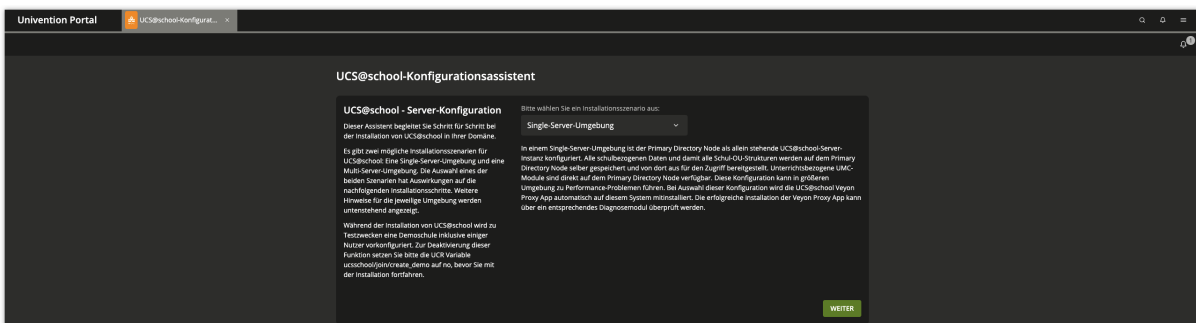 Univention Portal
UCS@school-Konfigurat...
1
UCS@school-Konfigurationsassistent
UCS@school - Server-Konfiguration
Dieser Assistent begleitet Sie Schritt für Schritt bei
der Installation von UCS@school in Ihrer Domäne.
Es gibt zwei mögliche Installationsszenarien für
UCS@school: Eine Single-Server-Umgebung und eine
Multi-Server-Umgebung. Die Auswahl eines der
beiden Szenarien hat Auswirkungen auf die
nachfolgenden Installationsschritte. Weitere
Hinweise für die jeweilige Umgebung werden
untenstehend angezeigt.
Während der Installation von UCS@school wird zu
Testzwecken eine Demoschule inklusive einiger
Nutzer vorkonfiguriert. Zur Deaktivierung dieser
Funktion setzen Sie bitte die UCR Variable
ucsschool/join/create_demo auf no, bevor Sie mit
der Installation fortfahren.
Bitte wählen Sie ein Installationsszenario aus:
Single-Server-Umgebung
In einem Single-Server-Umgebung ist der Primary Directory Node als allein stehende UCS@school-Server-
Instanz konfiguriert. Alle schulbezogenen Daten und damit alle Schul-OU-Strukturen werden auf dem Primary
Directory Node selber gespeichert und von dort aus für den Zugriff bereitgestellt. Unterrichtsbezogene UMC-
Module sind direkt auf dem Primary Directory Node verfügbar. Diese Konfiguration kann in größeren
Umgebung zu Performance-Problemen führen. Bei Auswahl dieser Konfiguration wird die UCS@school Veyon
Proxy App automatisch auf diesem System mitinstalliert. Die erfolgreiche Installation der Veyon Proxy App kann
über ein entsprechendes Diagnosemodul überprüft werden.
WEITER